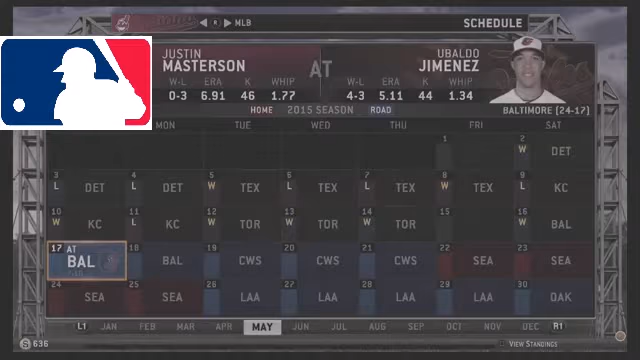 R MLB SCHEDULE
JUSTIN MASTERSON AT UBALDO JIMENEZ
W-L ERA K WHIP W-L ERA K WHIP
0-3 6.91 46 1.77 4-3 5.11 44 1.34
HOME 2015 SEASON ROAD BALTIMORE (24-17)
MON TUE WED THU FRI SAT
1 2 W DET
3 L DET 4 L DET 5 W TEX 6 L TEX 7 L TEX 8 W TEX 9 L KC
10 W KC 11 L KC 12 W TOR 13 W TOR 14 W TOR 15 16 W BAL
17 AT BAL 18 BAL 19 CWS 20 CWS 21 CWS 22 SEA 23 SEA
24 SEA 25 SEA 26 LAA 27 LAA 28 LAA 29 LAA 30 OAK
L1 JAN FEB MAR APR MAY JUN JUL AUG SEP OCT NOV DEC R1
S 636 VIEW STANDINGS